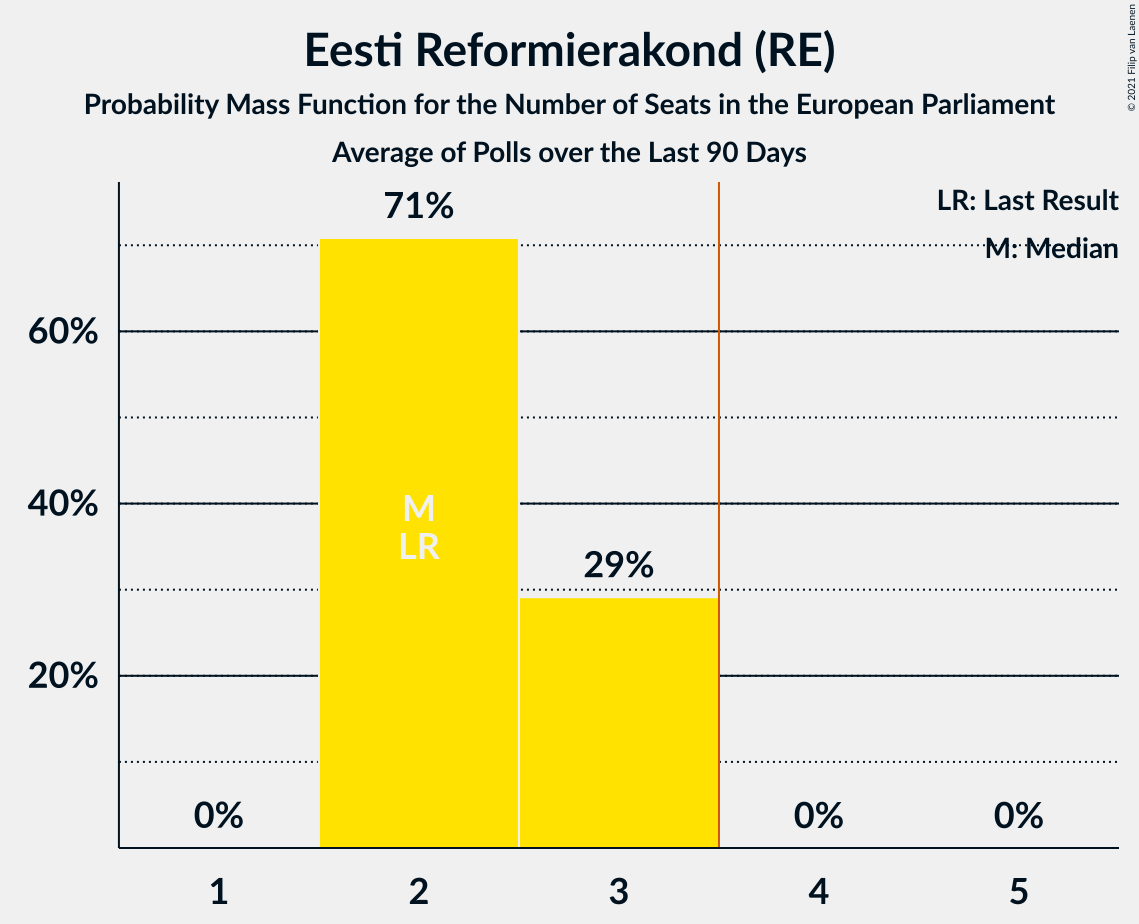 Eesti Reformierakond (RE)
Probability Mass Function for the Number of Seats in the European Parliament
Average of Polls over the Last 90 Days
© 2021 Filip van Laenen
LR: Last Result
M: Median
71%
60%
40%
20%
M
LR
29%
0%
0%
0%
1
2
3
4
5